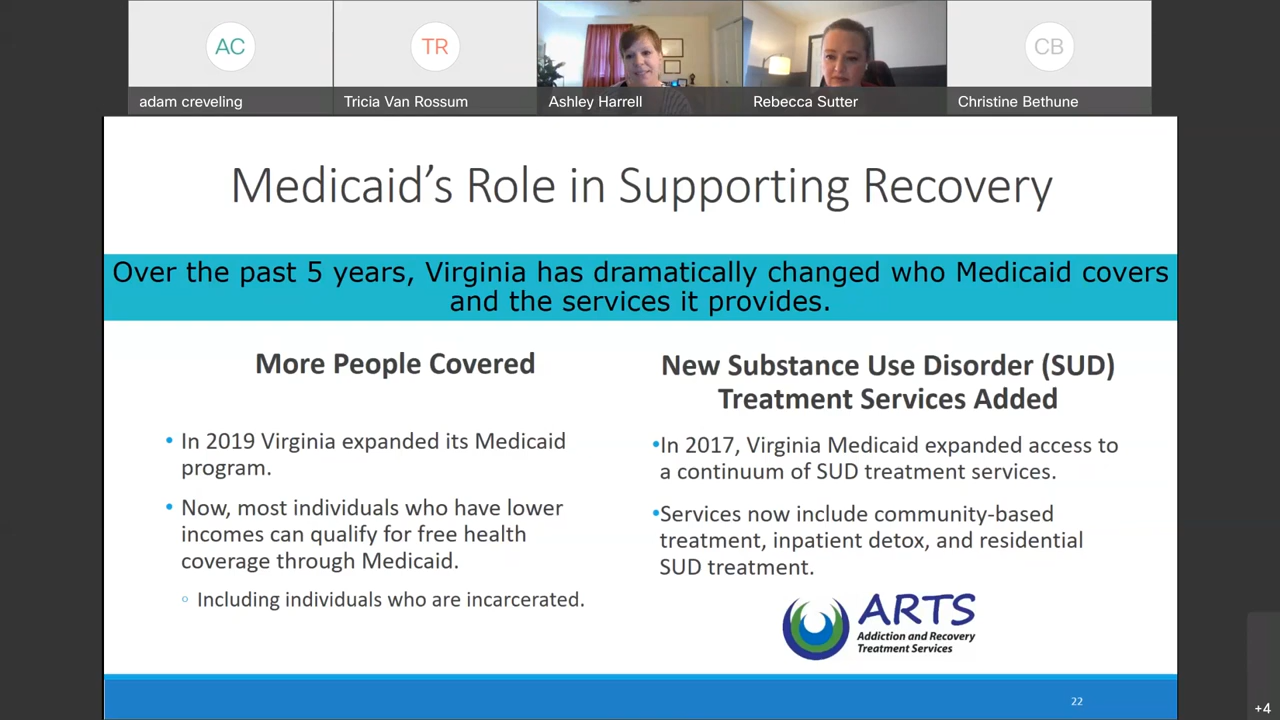 AC
TR
CB
adam creveling
Tricia Van Rossum
Ashley Harrell
Rebecca Sutter
Christine Bethune
Medicaid’s Role in Supporting Recovery
Over the past 5 years, Virginia has dramatically changed who Medicaid covers
and the services it provides.
More People Covered
• In 2019 Virginia expanded its Medicaid
program.
• Now, most individuals who have lower
incomes can qualify for free health
coverage through Medicaid.
◦ Including individuals who are incarcerated.
New Substance Use Disorder (SUD)
Treatment Services Added
•In 2017, Virginia Medicaid expanded access to
a continuum of SUD treatment services.
•Services now include community-based
treatment, inpatient detox, and residential
SUD treatment.
ARTS
Addiction and Recovery
Treatment Services
22
+4